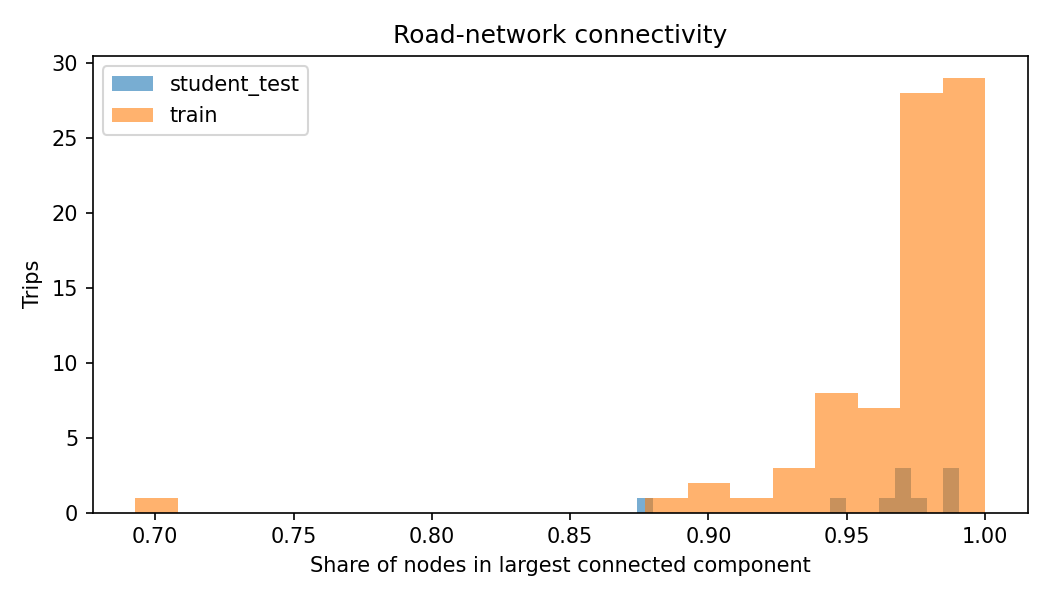 Road-network connectivity
student_test
train
30
25
20
15
10
5
0
Trips
0.70 0.75 0.80 0.85 0.90 0.95 1.00
Share of nodes in largest connected component